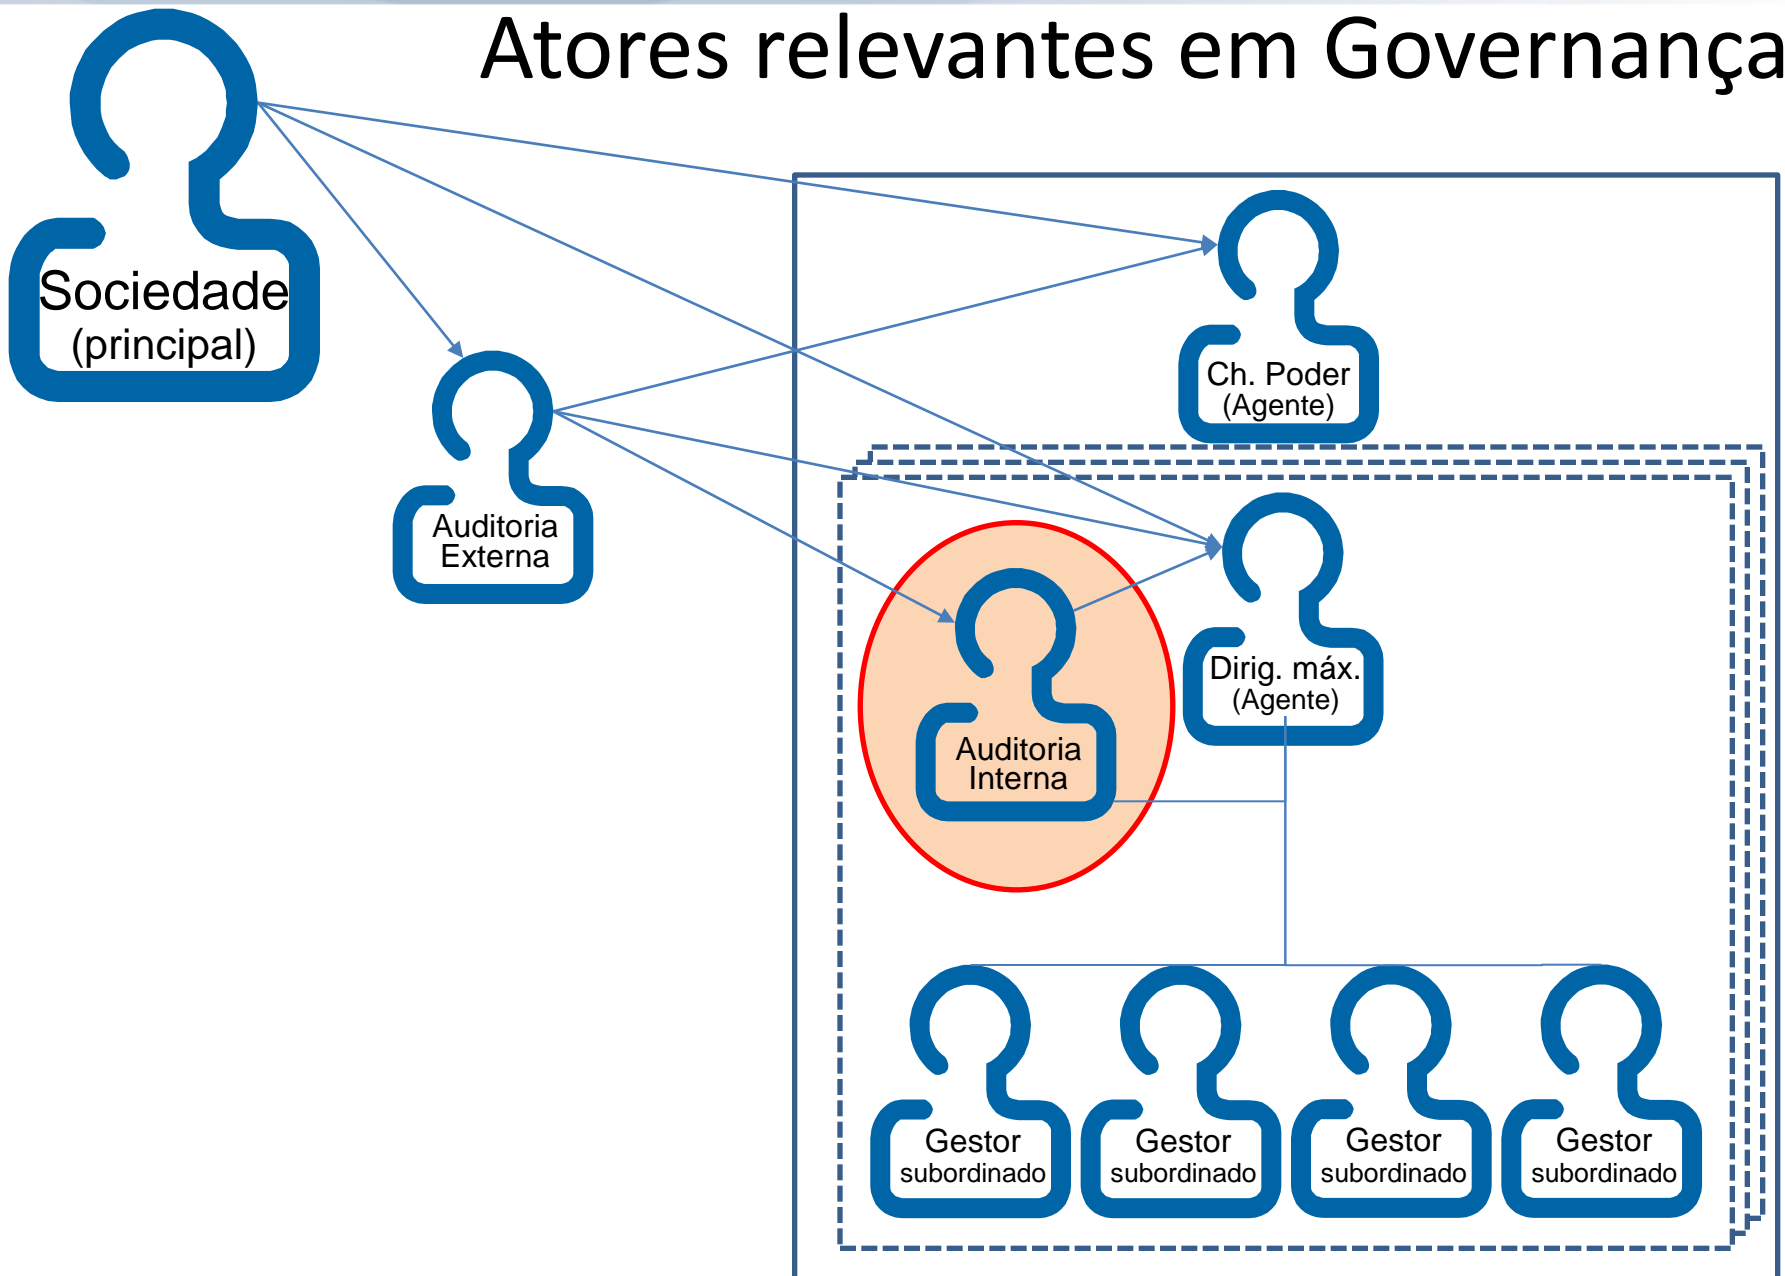 Atores relevantes em Governança
Sociedade
(principal)
Auditoria
Externa
Ch. Poder
(Agente)
Dirig. máx.
(Agente)
Auditoria
Interna
Gestor
subordinado
Gestor
subordinado
Gestor
subordinado
Gestor
subordinado